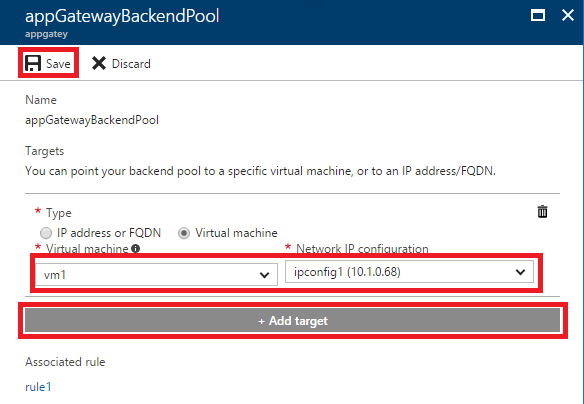 appGatewayBackendPool
appgatey
Save Discard
Name
appGatewayBackendPool
Targets
You can point your backend pool to a specific virtual machine, or to an IP address/FQDN.
* Type
IP address or FQDN Virtual machine
* Virtual machine * Network IP configuration
vm1 ipconfig1 (10.1.0.68)
+ Add target
Associated rule
rule1